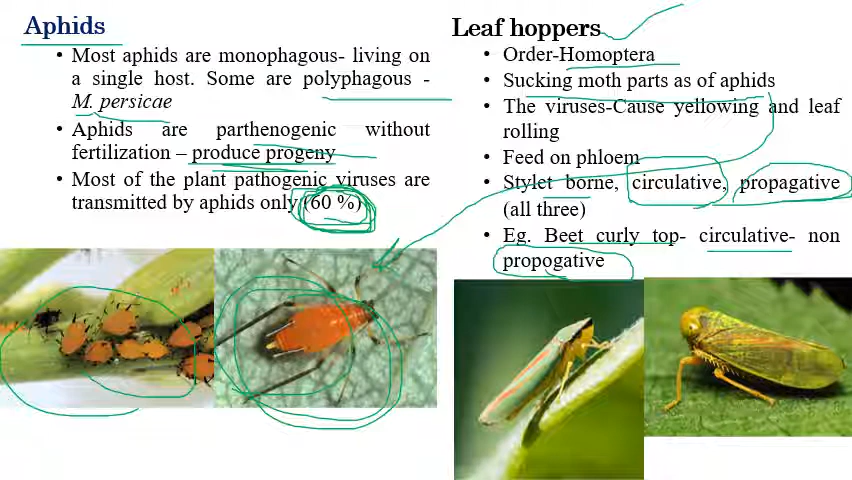 Aphids
• Most aphids are monophagous- living on
a single host. Some are polyphagous -
M. persicae
• Aphids are parthenogenic without
fertilization – produce progeny
• Most of the plant pathogenic viruses are
transmitted by aphids only (60 %)
Leaf hoppers
• Order-Homoptera
• Sucking moth parts as of aphids
• The viruses-Cause yellowing and leaf
rolling
• Feed on phloem
• Stylet borne, circulative, propagative
(all three)
• Eg. Beet curly top- circulative- non
propogative